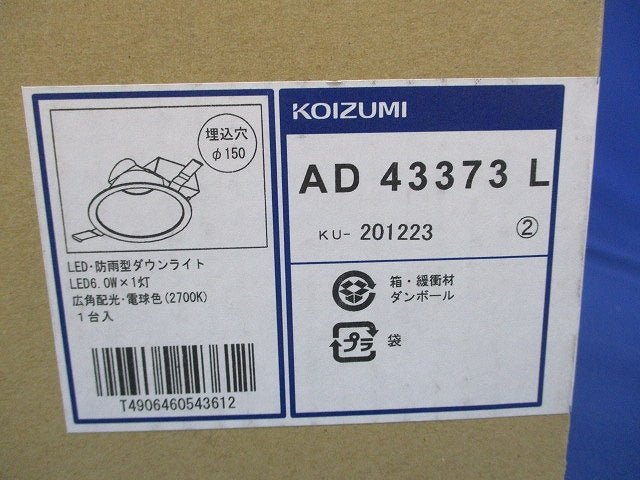 埋込穴
φ150
LED・防雨型ダウンライト
LED6.0W×1灯
広角配光・電球色(2700K)
1台入
T4906460543612
KOIZUMI
AD 43373 L
KU- 201223 ②
箱・緩衝材
ダンボール
プラ 袋